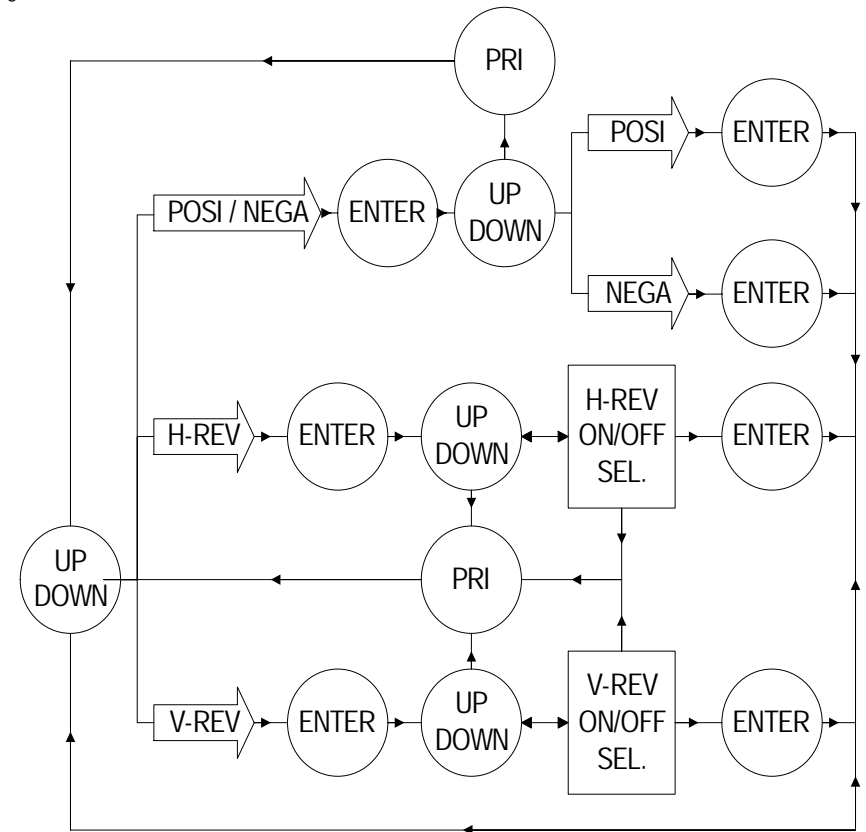 PRI
POSI
ENTER
POSI / NEGA
ENTER
UP
DOWN
NEGA
ENTER
H-REV
ENTER
UP
DOWN
H-REV
ON/OFF
SEL.
ENTER
UP
DOWN
PRI
V-REV
ENTER
UP
DOWN
V-REV
ON/OFF
SEL.
ENTER